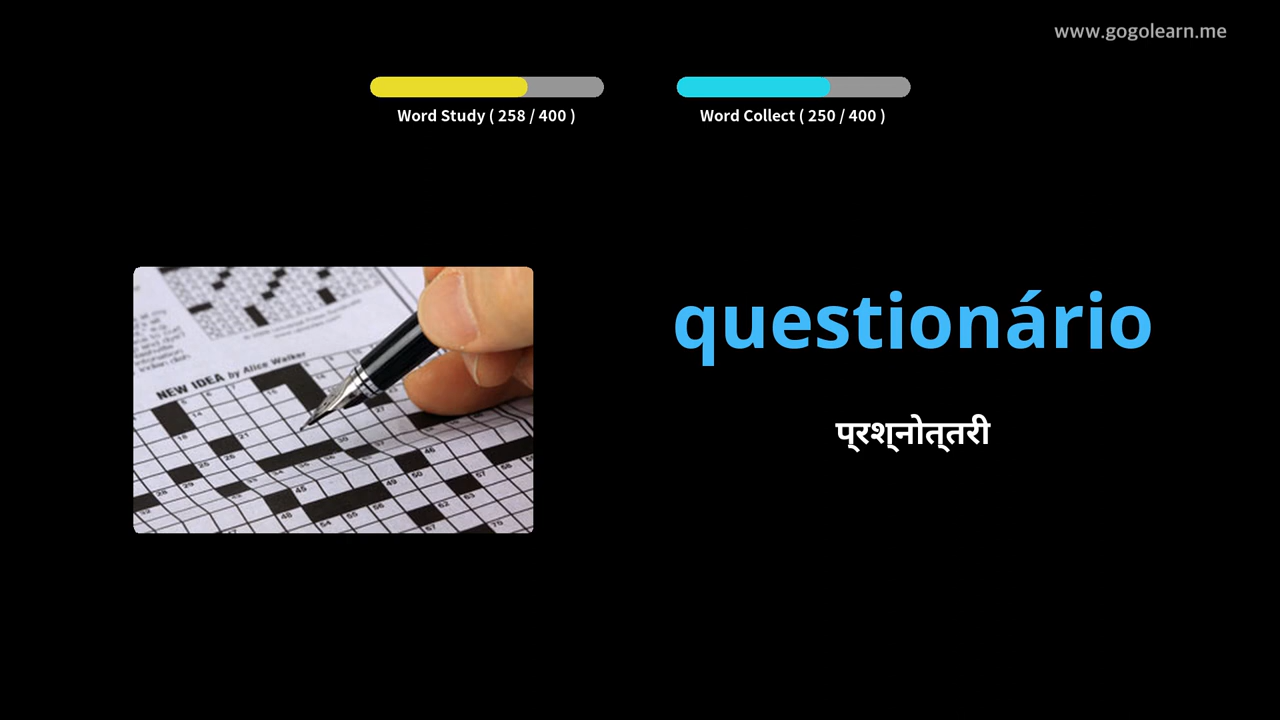 www.gogolearn.me
Word Study ( 258 / 400 )
Word Collect ( 250 / 400 )
NEW IDEA by Alice Walker
questionário
प्रश्नोत्तरी